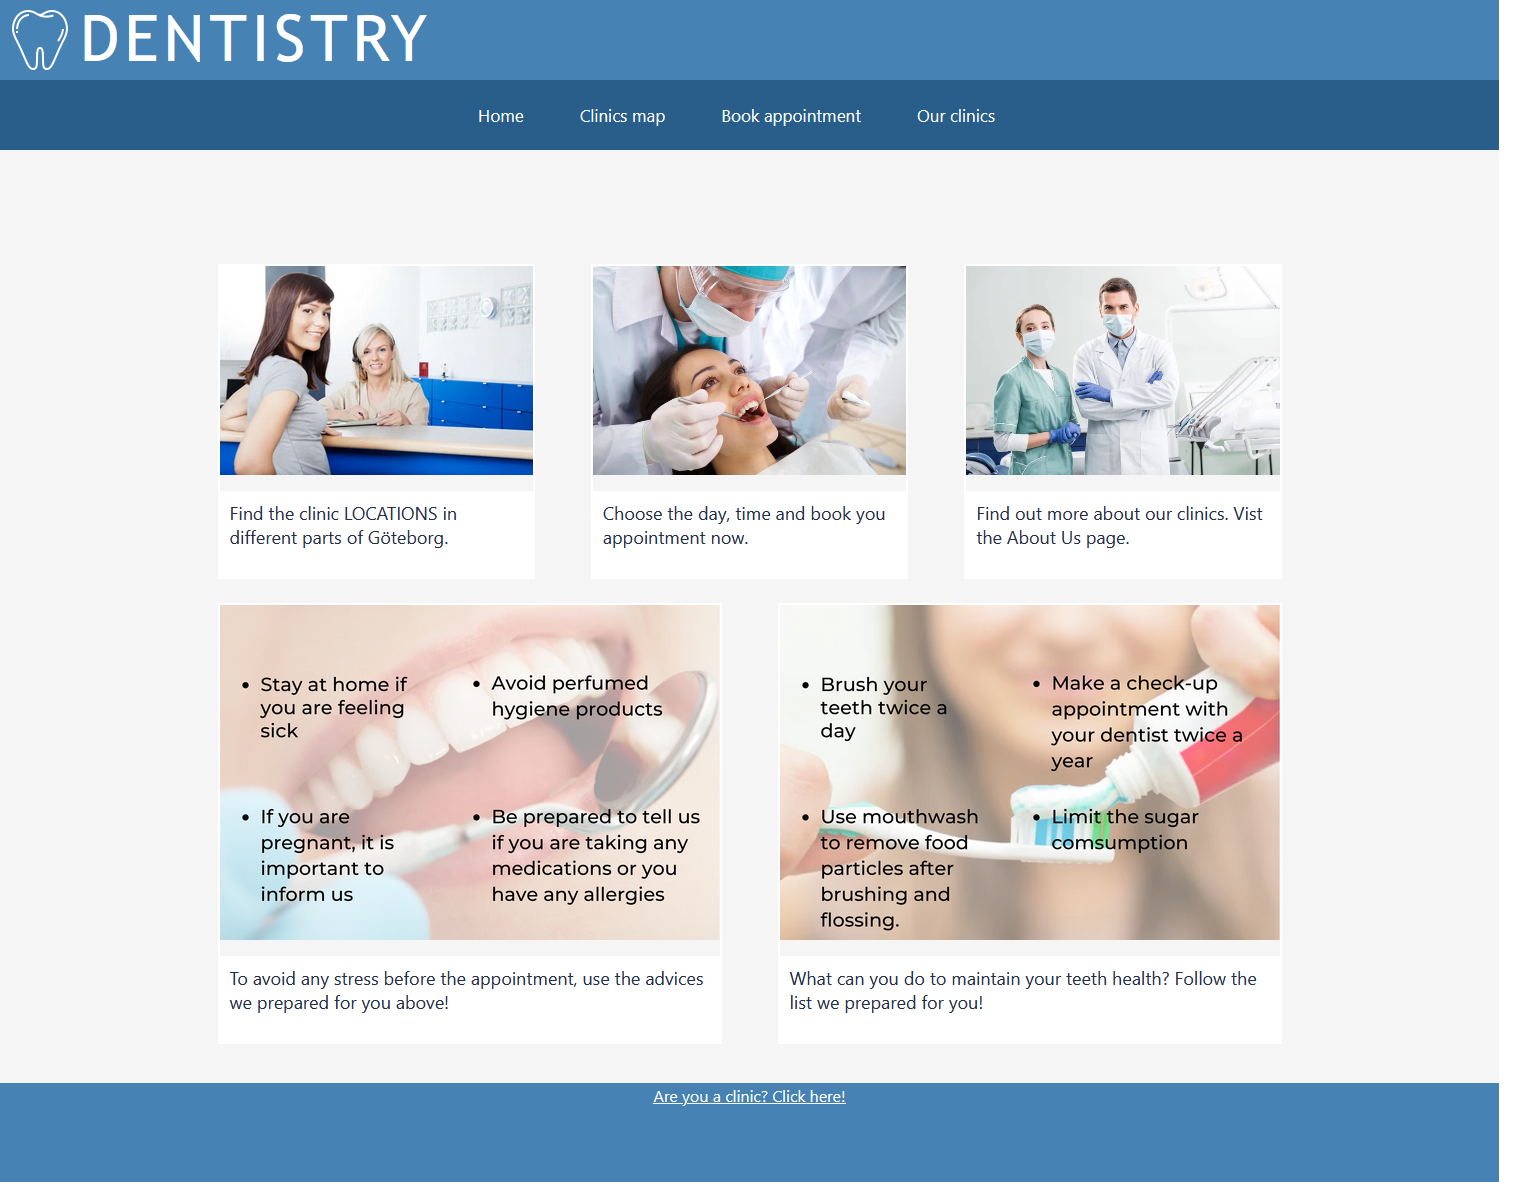 DENTISTRY
Home Clinics map Book appointment Our clinics
Find the clinic LOCATIONS in
different parts of Göteborg.
Choose the day, time and book you
appointment now.
Find out more about our clinics. Vist
the About Us page.
• Stay at home if
you are feeling
sick
• Avoid perfumed
hygiene products
• If you are
pregnant, it is
important to
inform us
• Be prepared to tell us
if you are taking any
medications or you
have any allergies
• Brush your
teeth twice a
day
• Make a check-up
appointment with
your dentist twice a
year
• Use mouthwash
to remove food
particles after
brushing and
flossing.
• Limit the sugar
comsumption
To avoid any stress before the appointment, use the advices
we prepared for you above!
What can you do to maintain your teeth health? Follow the
list we prepared for you!
Are you a clinic? Click here!